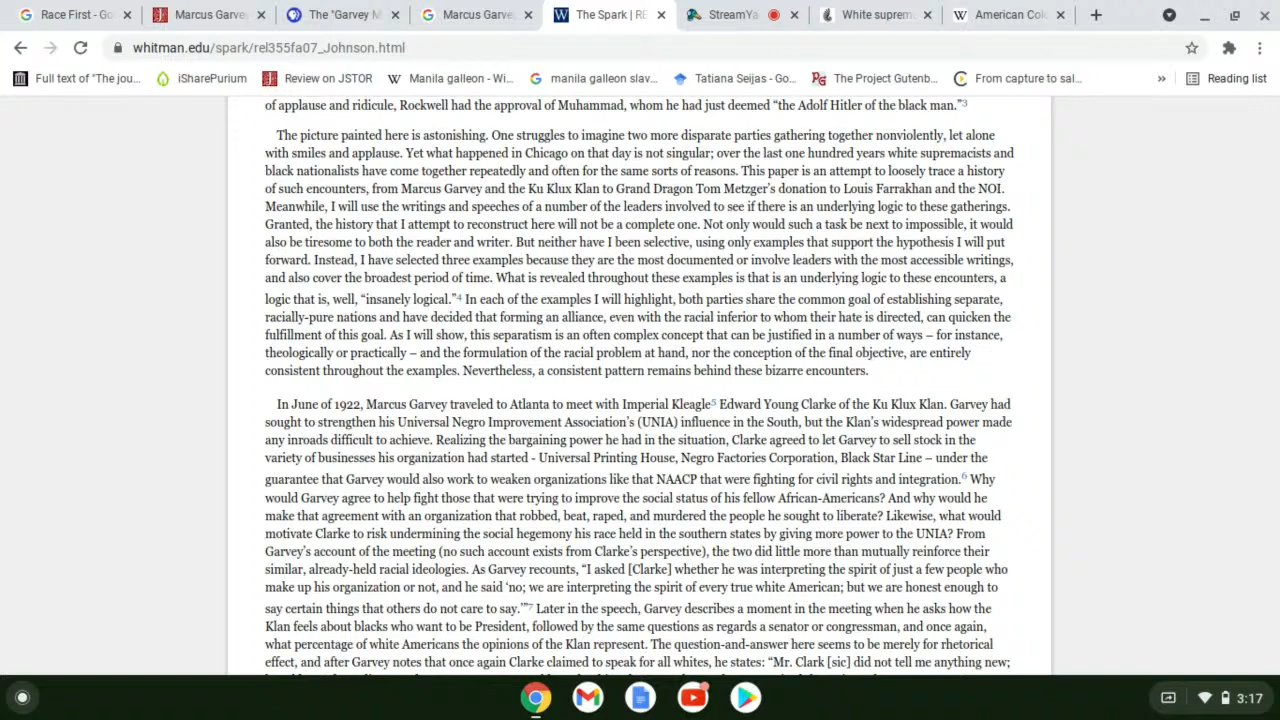 Race First - Go
Marcus Garve
The "Garvey M
Marcus Garve
The Spark | RE
StreamYa
White suprem
American Col
whitman.edu/spark/rel355fa07_Johnson.html
Full text of "The jou...
iSharePurium
Review on JSTOR
Manila galleon - Wi...
manila galleon slav...
Tatiana Seijas - Go...
The Project Gutenb...
From capture to sal...
»
Reading list
of applause and ridicule, Rockwell had the approval of Muhammad, whom he had just deemed “the Adolf Hitler of the black man.”3
The picture painted here is astonishing. One struggles to imagine two more disparate parties gathering together nonviolently, let alone
with smiles and applause. Yet what happened in Chicago on that day is not singular; over the last one hundred years white supremacists and
black nationalists have come together repeatedly and often for the same sorts of reasons. This paper is an attempt to loosely trace a history
of such encounters, from Marcus Garvey and the Ku Klux Klan to Grand Dragon Tom Metzger’s donation to Louis Farrakhan and the NOI.
Meanwhile, I will use the writings and speeches of a number of the leaders involved to see if there is an underlying logic to these gatherings.
Granted, the history that I attempt to reconstruct here will not be a complete one. Not only would such a task be next to impossible, it would
also be tiresome to both the reader and writer. But neither have I been selective, using only examples that support the hypothesis I will put
forward. Instead, I have selected three examples because they are the most documented or involve leaders with the most accessible writings,
and also cover the broadest period of time. What is revealed throughout these examples is that is an underlying logic to these encounters, a
logic that is, well, “insanely logical.”4 In each of the examples I will highlight, both parties share the common goal of establishing separate,
racially-pure nations and have decided that forming an alliance, even with the racial inferior to whom their hate is directed, can quicken the
fulfillment of this goal. As I will show, this separatism is an often complex concept that can be justified in a number of ways – for instance,
theologically or practically – and the formulation of the racial problem at hand, nor the conception of the final objective, are entirely
consistent throughout the examples. Nevertheless, a consistent pattern remains behind these bizarre encounters.
In June of 1922, Marcus Garvey traveled to Atlanta to meet with Imperial Kleagle5 Edward Young Clarke of the Ku Klux Klan. Garvey had
sought to strengthen his Universal Negro Improvement Association’s (UNIA) influence in the South, but the Klan’s widespread power made
any inroads difficult to achieve. Realizing the bargaining power he had in the situation, Clarke agreed to let Garvey to sell stock in the
variety of businesses his organization had started - Universal Printing House, Negro Factories Corporation, Black Star Line – under the
guarantee that Garvey would also work to weaken organizations like that NAACP that were fighting for civil rights and integration.6 Why
would Garvey agree to help fight those that were trying to improve the social status of his fellow African-Americans? And why would he
make that agreement with an organization that robbed, beat, raped, and murdered the people he sought to liberate? Likewise, what would
motivate Clarke to risk undermining the social hegemony his race held in the southern states by giving more power to the UNIA? From
Garvey’s account of the meeting (no such account exists from Clarke’s perspective), the two did little more than mutually reinforce their
similar, already-held racial ideologies. As Garvey recounts, “I asked [Clarke] whether he was interpreting the spirit of just a few people who
make up his organization or not, and he said ‘no; we are interpreting the spirit of every true white American; but we are honest enough to
say certain things that others do not care to say.’”7 Later in the speech, Garvey describes a moment in the meeting when he asks how the
Klan feels about blacks who want to be President, followed by the same questions as regards a senator or congressman, and once again,
what percentage of white Americans the opinions of the Klan represent. The question-and-answer here seems to be merely for rhetorical
effect, and after Garvey notes that once again Clarke claimed to speak for all whites, he states: “Mr. Clark [sic] did not tell me anything new;
3:17